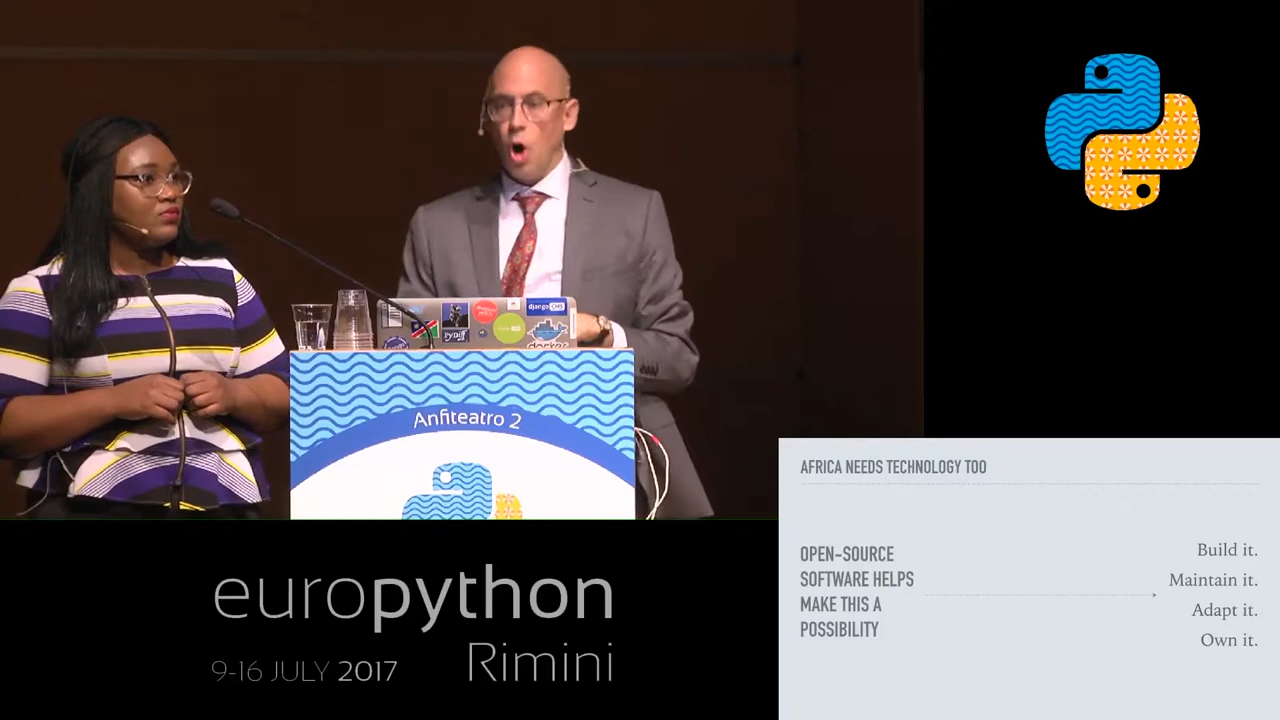 django CMS
PyDiff
docker
Anfiteatro 2
europython
Rimini
9-16 JULY 2017
AFRICA NEEDS TECHNOLOGY TOO
OPEN-SOURCE
SOFTWARE HELPS
MAKE THIS A
POSSIBILITY
Build it.
Maintain it.
Adapt it.
Own it.